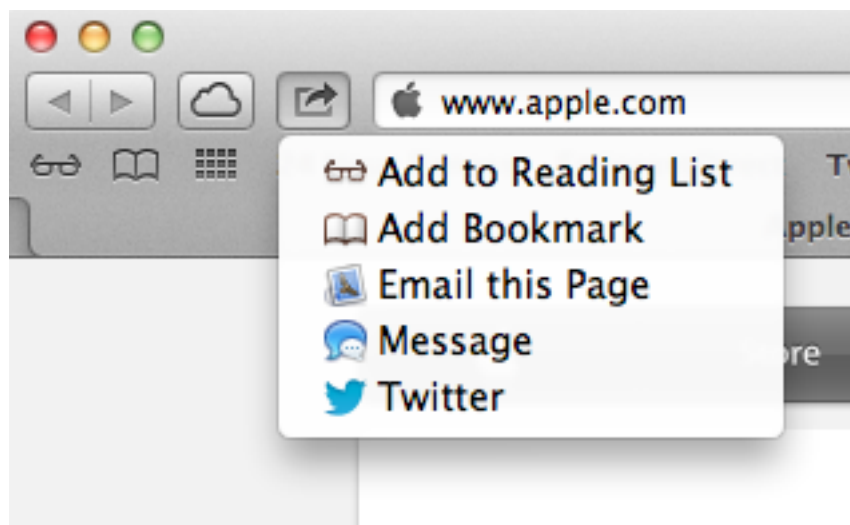 www.apple.com
Add to Reading List
Add Bookmark
Email this Page
Message
Twitter